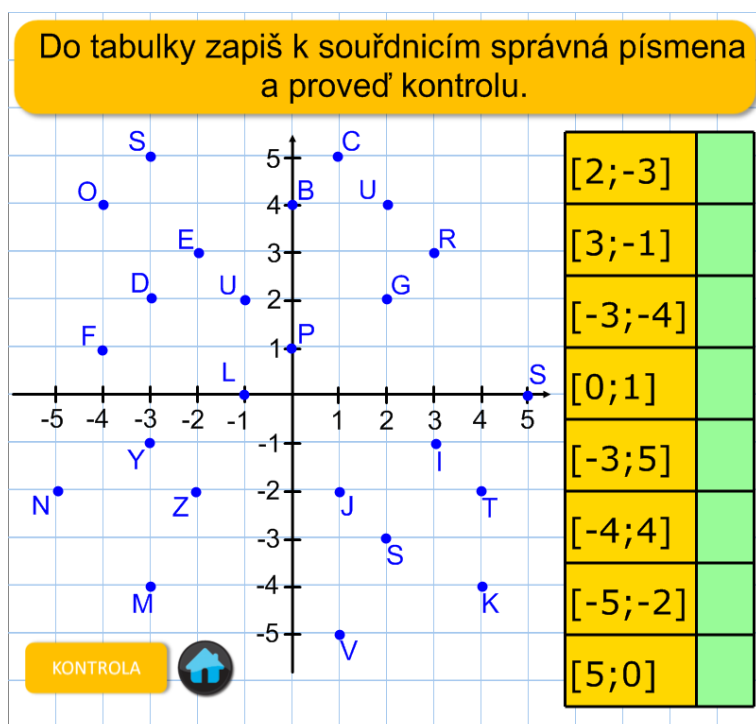 Do tabulky zapiš k souřdnicím správná písmena
a proveď kontrolu.
S
C
5
O
B
U
4
E
R
3
D
U
G
2
F
P
1
L
S
-5 -4 -3 -2 -1 1 2 3 4 5
Y
-1
I
N
Z
-2
J
T
-3
S
M
-4
K
-5
V
[2;-3]
[3;-1]
[-3;-4]
[0;1]
[-3;5]
[-4;4]
[-5;-2]
[5;0]
KONTROLA